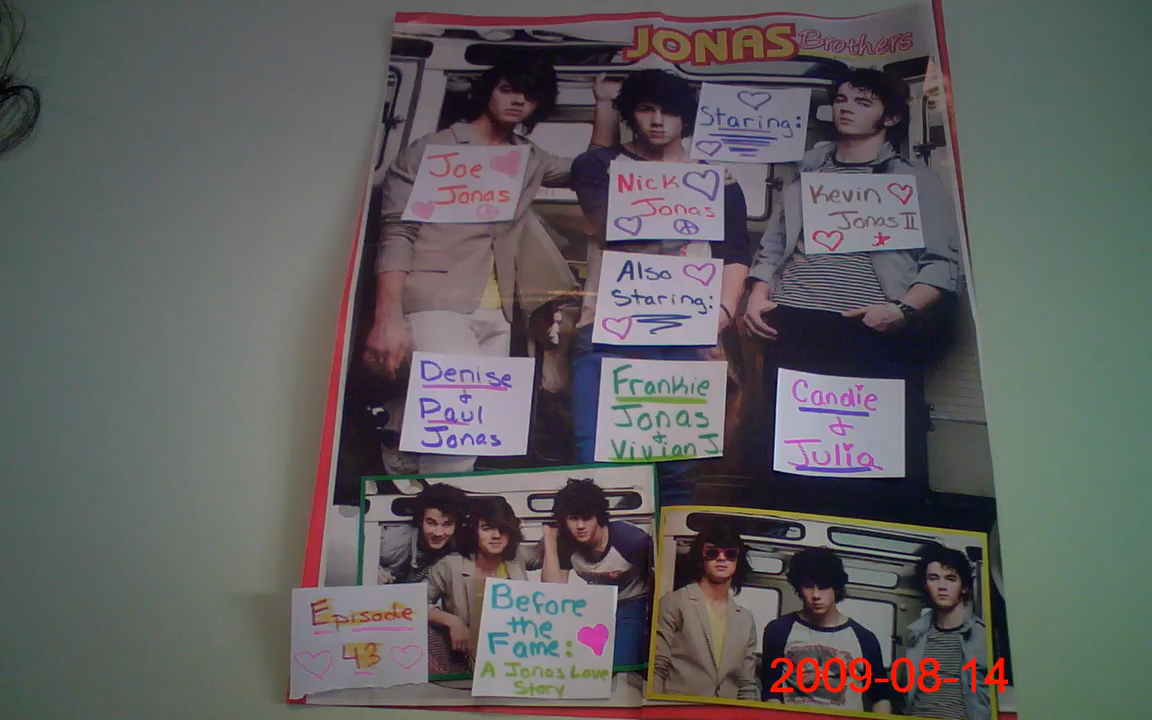 JONAS Brothers
Staring:
Joe
Jonas
Nick
Jonas
Kevin
Jonas II
Also
Staring:
Denise
&
Paul
Jonas
Frankie
Jonas
&
Vivian J
Candie
&
Julia
Episode
43
Before
the
Fame:
A Jonas Love
Story
2009-08-14